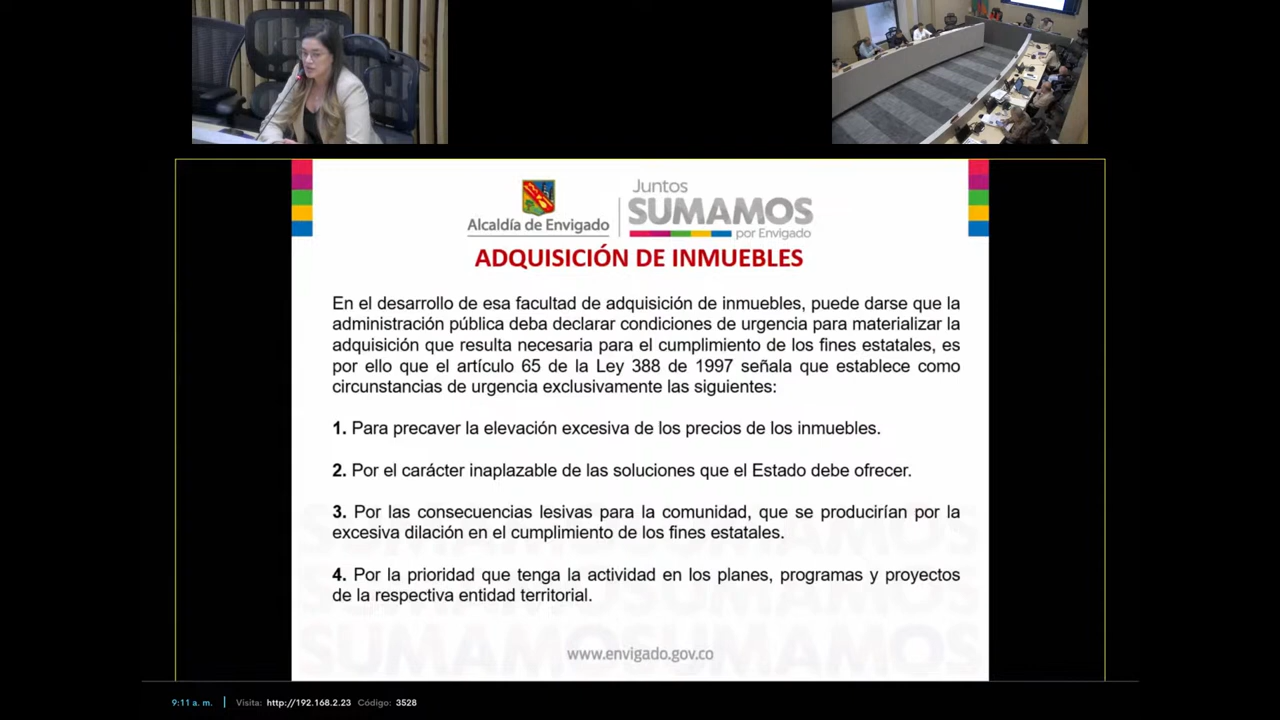 Alcaldía de Envigado
Juntos
SUMAMOS
por Envigado
ADQUISICIÓN DE INMUEBLES
En el desarrollo de esa facultad de adquisición de inmuebles, puede darse que la
administración pública deba declarar condiciones de urgencia para materializar la
adquisición que resulta necesaria para el cumplimiento de los fines estatales, es
por ello que el artículo 65 de la Ley 388 de 1997 señala que establece como
circunstancias de urgencia exclusivamente las siguientes:
1. Para precaver la elevación excesiva de los precios de los inmuebles.
2. Por el carácter inaplazable de las soluciones que el Estado debe ofrecer.
3. Por las consecuencias lesivas para la comunidad, que se producirían por la
excesiva dilación en el cumplimiento de los fines estatales.
4. Por la prioridad que tenga la actividad en los planes, programas y proyectos
de la respectiva entidad territorial.
www.envigado.gov.co
9:11 a. m. | Visita: http://192.168.2.23 Código: 3528